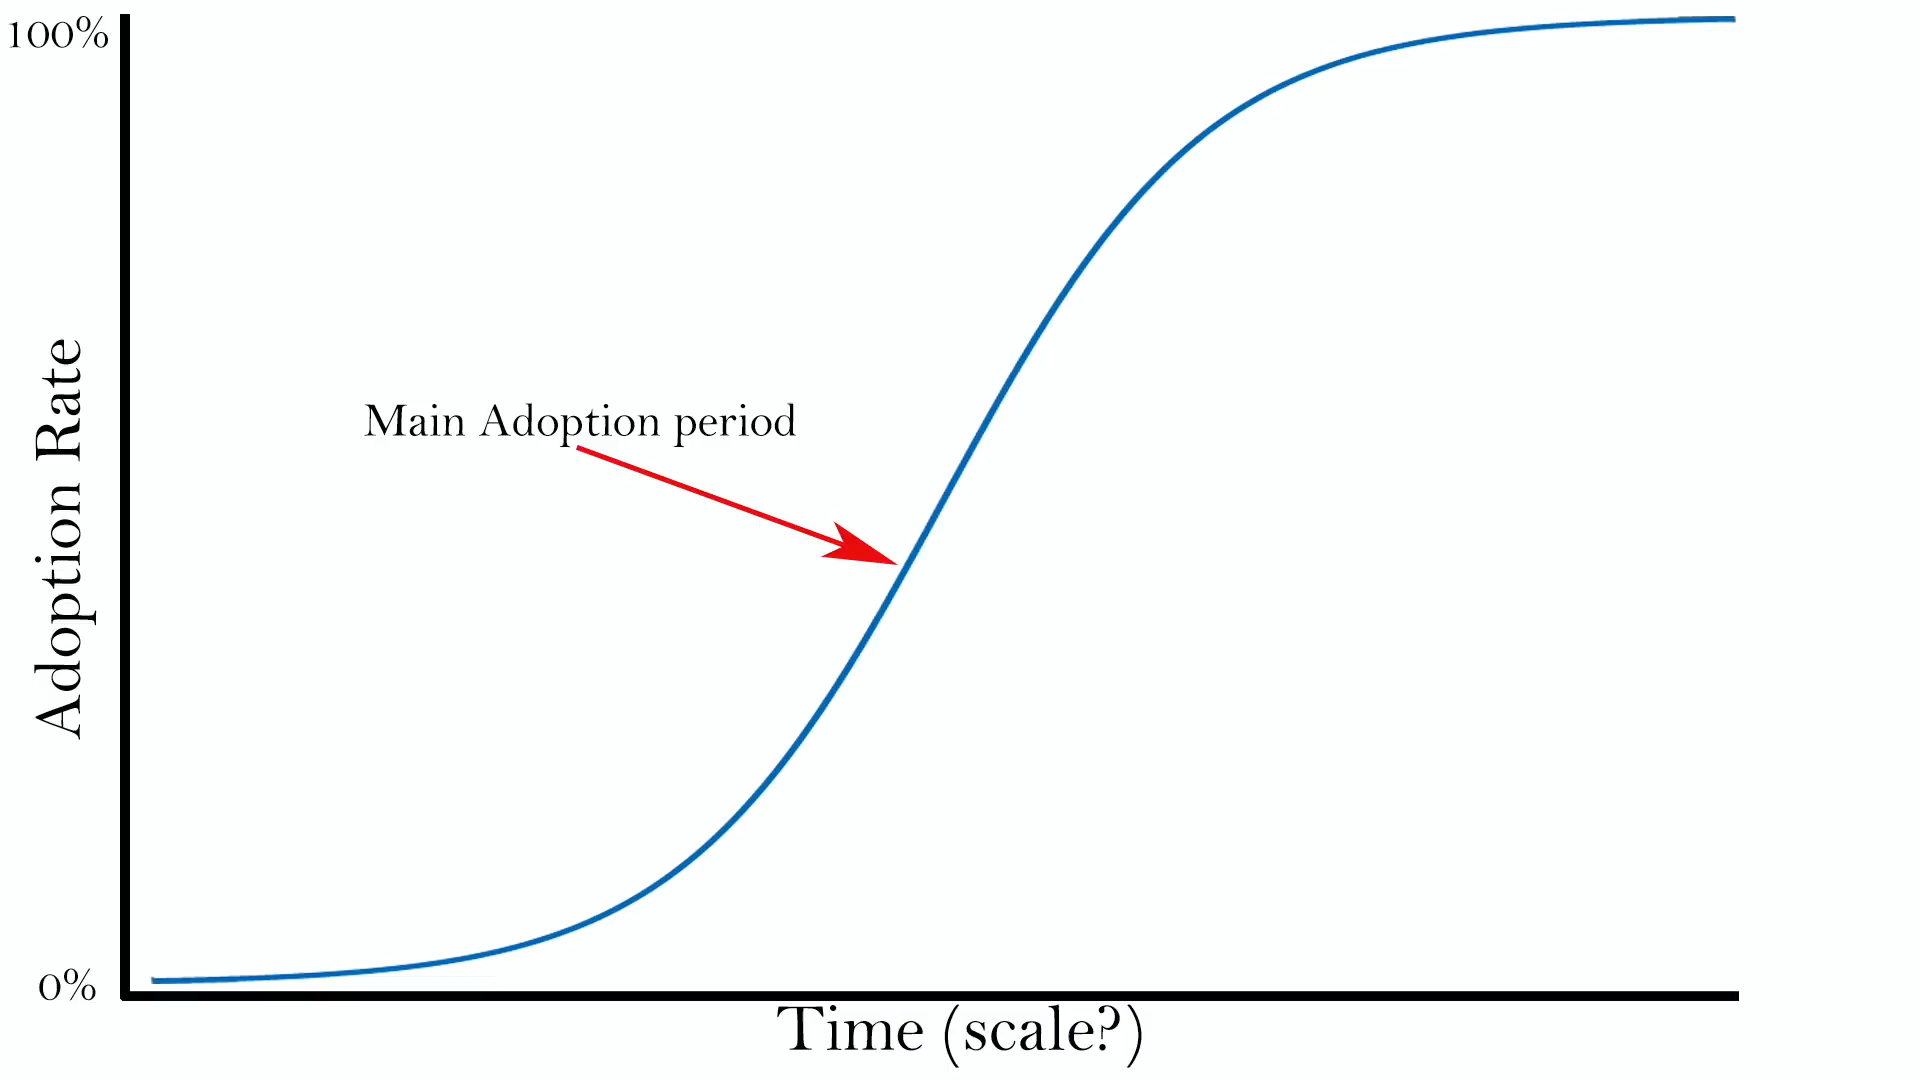 100%
Adoption Rate
Main Adoption period
0%
Time (scale?)